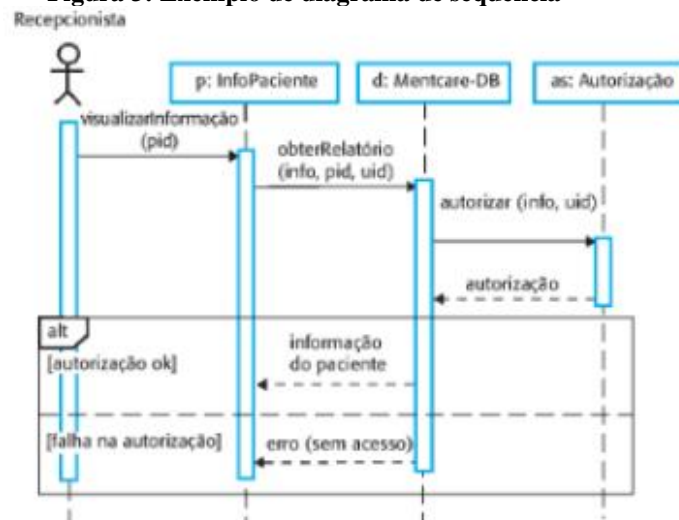 Figura 5: Exemplo de diagrama de sequência
Recepcionista
p: InfoPaciente
d: Mentcare-DB
as: Autorização
visualizarInformação
(pid)
obterRelatório
(info, pid, uid)
autorizar (info, uid)
autorização
alt
[autorização ok]
informação
do paciente
[falha na autorização]
erro (sem acesso)